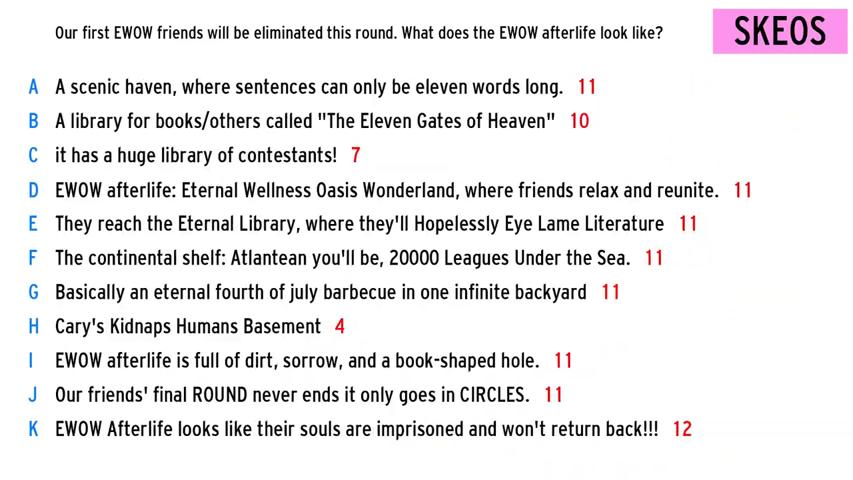 Our first EWOW friends will be eliminated this round. What does the EWOW afterlife look like?
SKEOS
A A scenic haven, where sentences can only be eleven words long. 11
B A library for books/others called "The Eleven Gates of Heaven" 10
C it has a huge library of contestants! 7
D EWOW afterlife: Eternal Wellness Oasis Wonderland, where friends relax and reunite. 11
E They reach the Eternal Library, where they'll Hopelessly Eye Lame Literature 11
F The continental shelf: Atlantean you'll be, 20000 Leagues Under the Sea. 11
G Basically an eternal fourth of july barbecue in one infinite backyard 11
H Cary's Kidnaps Humans Basement 4
I EWOW afterlife is full of dirt, sorrow, and a book-shaped hole. 11
J Our friends' final ROUND never ends it only goes in CIRCLES. 11
K EWOW Afterlife looks like their souls are imprisoned and won't return back!!! 12